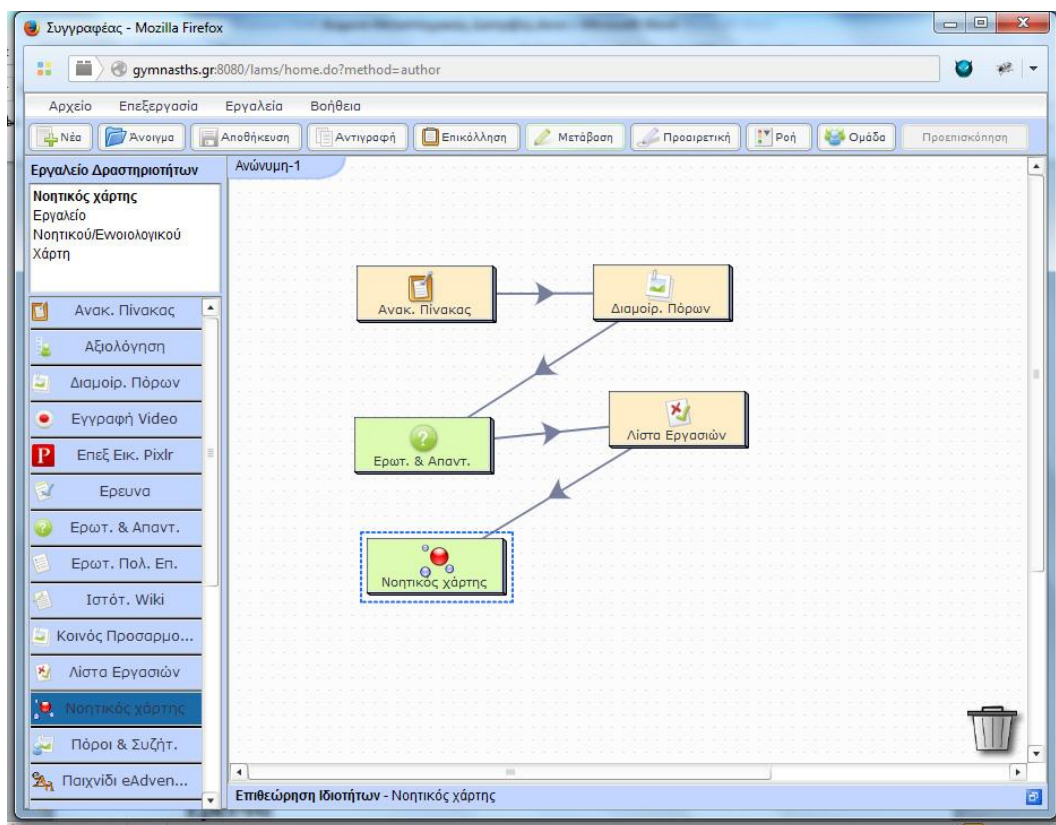 Συγγραφέας - Mozilla Firefox
gymnasths.gr:8080/lams/home.do?method=author
Αρχείο Επεξεργασία Εργαλεία Βοήθεια
Νέα Άνοιγμα Αποθήκευση Αντιγραφή Επικόλληση Μετάβαση Προαιρετική Ροή Ομάδα Προεπισκόπηση
Εργαλείο Δραστηριοτήτων
Ανώνυμη-1
Νοητικός χάρτης
Εργαλείο
Νοητικού/Εννοιολογικού
Χάρτη
Ανακ. Πίνακας
Αξιολόγηση
Διαμοίρ. Πόρων
Εγγραφή Video
Επεξ Εικ. Pixlr
Ερευνα
Ερωτ. & Απαντ.
Ερωτ. Πολ. Επ.
Ιστότ. Wiki
Κοινός Προσαρμο...
Λίστα Εργασιών
Νοητικός χάρτης
Πόροι & Συζήτ.
Παιχνίδι eAdven...
Ανακ. Πίνακας
Διαμοίρ. Πόρων
Ερωτ. & Απαντ.
Λίστα Εργασιών
Νοητικός χάρτης
Επιθεώρηση Ιδιοτήτων - Νοητικός χάρτης